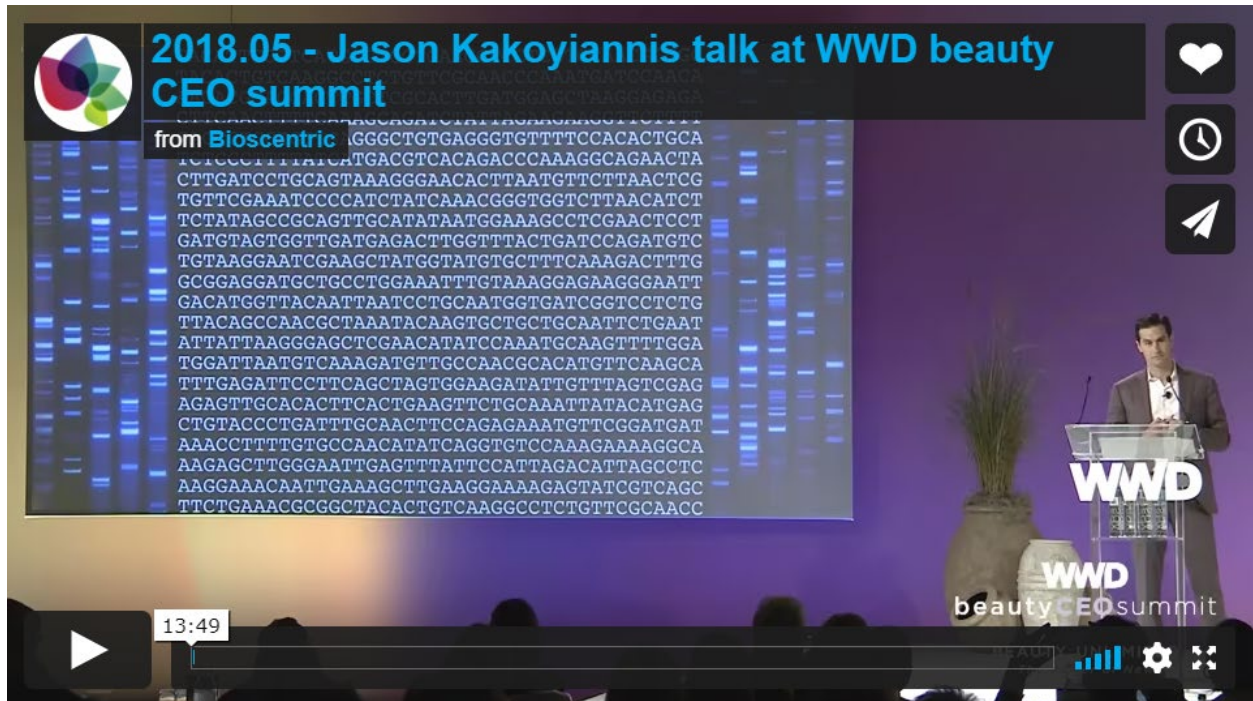 2018.05 - Jason Kakoyiannis talk at WWD beauty
CEO summit
from Bioscentric
AGGGCTGTGAGGGTGTTTTCCACACTGCA
CTTGATCCTGCAGTAAAGGGAACACTTAATGTTCTTAACTCG
TGTTCGAAATCCCCATCTATCAAACGGGTGGTCTTAACATCT
TCTATAGCCGCAGTTGCATATAATGGAAAGCCTCGAACTCCT
GATGTAGTGGTTGATGAGACTTGGTTTACTGATCCAGATGTC
TGTAAGGAATCGAAGCTATGGTATGTGCTTTCAAAGACTTTG
GCGGAGGATGCTGCCTGGAAATTTGTAAAGGAGAAGGGAATT
GACATGGTTACAATTAATCCTGCAATGGTGATCGGTCCTCTG
TTACAGCCAACGCTAAATACAAGTGCTGCTGCAATTCTGAAT
ATTATTAAGGGAGCTCGAACATATCCAAATGCAAGTTTTGGA
TGGATTAATGTCAAAGATGTTGCCAACGCACATGTTCAAGCA
TTTGAGATTCCTTCAGCTAGTGGAAGATATTGTTTAGTCGAG
AGAGTTGCACACTTCACTGAAGTTCTGCAAATTATACATGAG
CTGTACCCTGATTTGCAACTTCCAGAGAAATGTTCGGATGAT
AAACCTTTTGTGCCAACATATCAGGTGTCCAAAGAAAAGGCA
AAGAGCTTGGGAATTGAGTTTATTCCATTAGACATTAGCCTC
AAGGAAACAATTGAAAGCTTGAAGGAAAAGAGTATCGTCAGC
TTCTGAAACGCGGCTACACTGTCAAGGCCTCTGTTCGCAACC
WWD
WWD
beautyCEOsummit
13:49